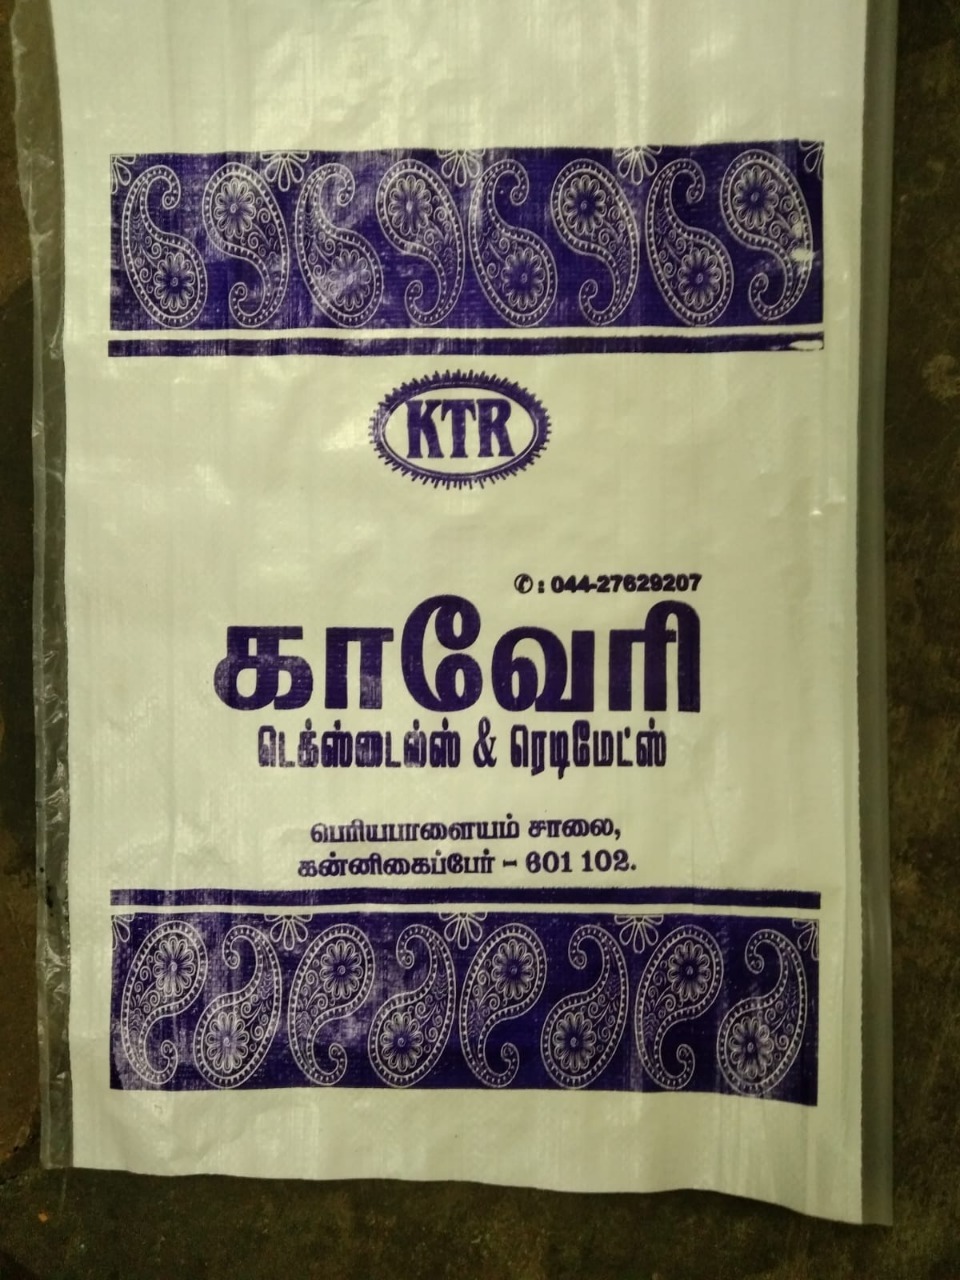 KTR
✆ : 044-27629207
காவேரி
டெக்ஸ்டைல்ஸ் & ரெடிமேட்ஸ்
பெரியபாளையம் சாலை,
கன்னிகைப்பேர் - 601 102.